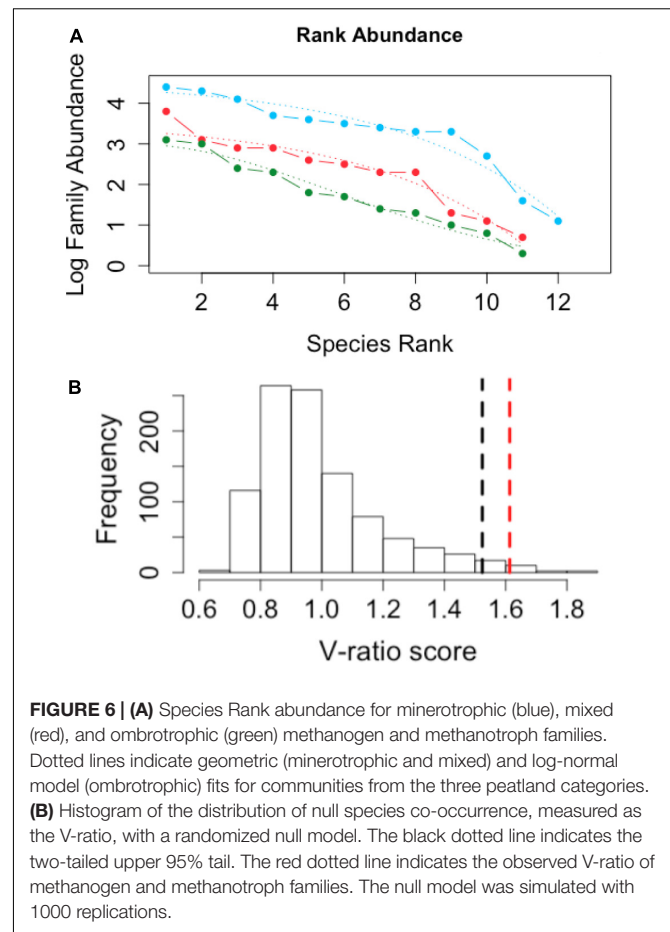 A
Rank Abundance
Log Family Abundance
4
3
2
1
0
2 4 6 8 10 12
Species Rank
B
Frequency
200
100
0
0.6 0.8 1.0 1.2 1.4 1.6 1.8
V-ratio score
FIGURE 6 | (A) Species Rank abundance for minerotrophic (blue), mixed
(red), and ombrotrophic (green) methanogen and methanotroph families.
Dotted lines indicate geometric (minerotrophic and mixed) and log-normal
model (ombrotrophic) fits for communities from the three peatland categories.
(B) Histogram of the distribution of null species co-occurrence, measured as
the V-ratio, with a randomized null model. The black dotted line indicates the
two-tailed upper 95% tail. The red dotted line indicates the observed V-ratio of
methanogen and methanotroph families. The null model was simulated with
1000 replications.